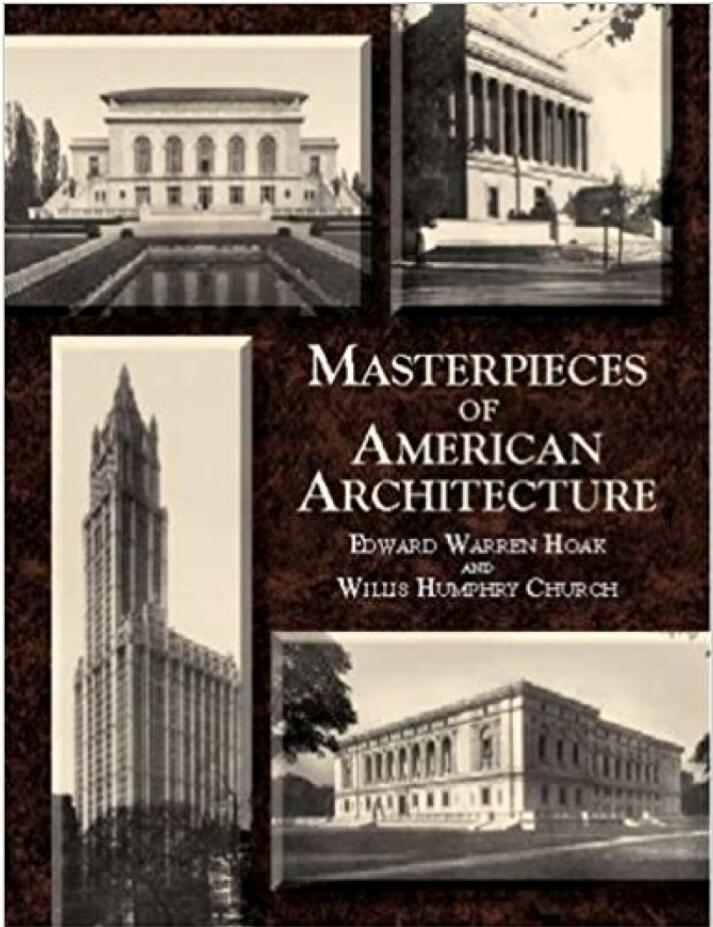 MASTERPIECES
OF
AMERICAN
ARCHITECTURE
EDWARD WARREN HOAK
AND
WILLIS HUMPHRY CHURCH